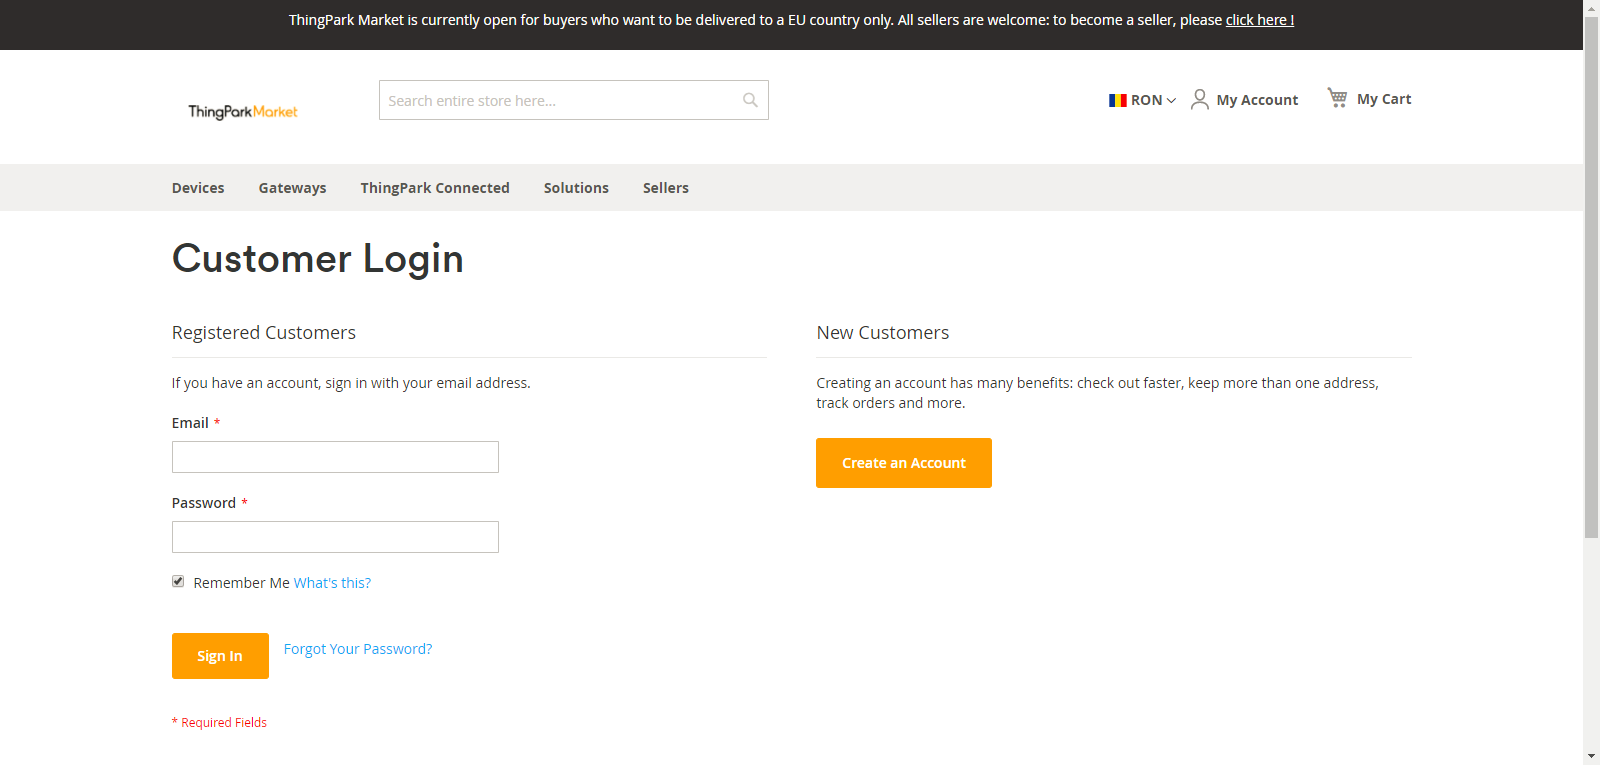 ThingPark Market is currently open for buyers who want to be delivered to a EU country only. All sellers are welcome: to become a seller, please click here !
ThingParkMarket
Search entire store here...
RON
My Account
My Cart
Devices
Gateways
ThingPark Connected
Solutions
Sellers
Customer Login
Registered Customers
If you have an account, sign in with your email address.
Email *
Password *
Remember Me What's this?
Sign In
Forgot Your Password?
* Required Fields
New Customers
Creating an account has many benefits: check out faster, keep more than one address,
track orders and more.
Create an Account